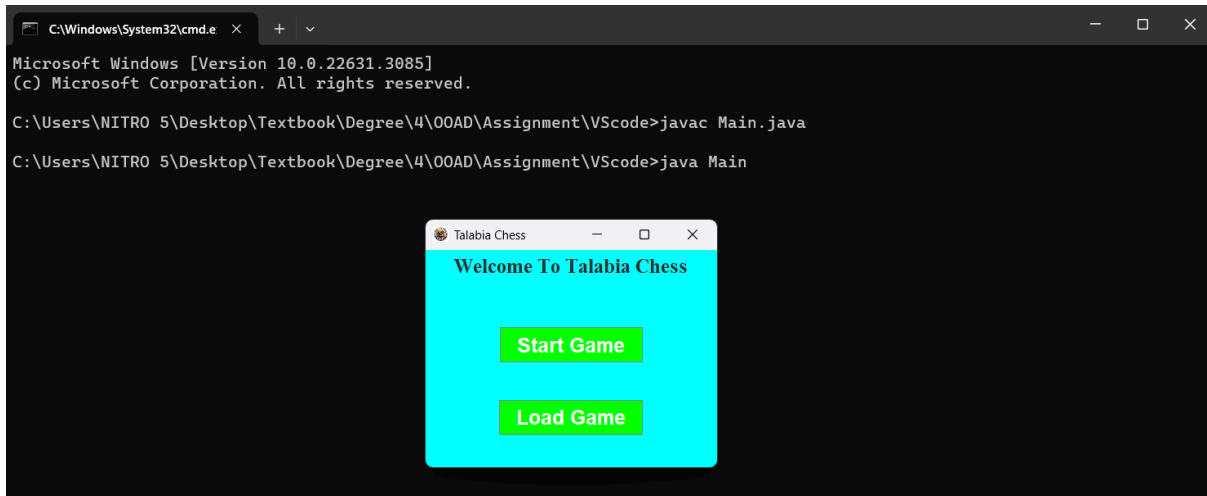 C:\Windows\System32\cmd.e
Microsoft Windows [Version 10.0.22631.3085]
(c) Microsoft Corporation. All rights reserved.
C:\Users\NITRO 5\Desktop\Textbook\Degree\4\OOAD\Assignment\VScode>javac Main.java
C:\Users\NITRO 5\Desktop\Textbook\Degree\4\OOAD\Assignment\VScode>java Main
Talabia Chess
Welcome To Talabia Chess
Start Game
Load Game